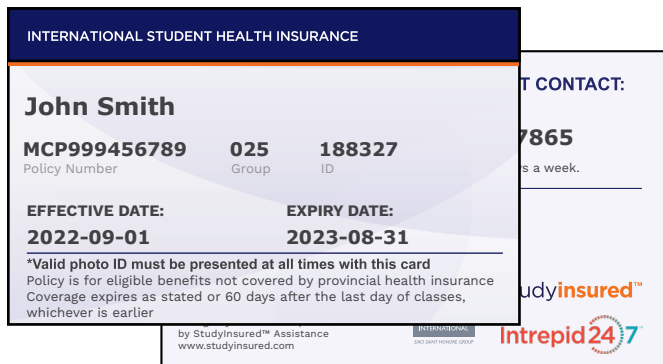 INTERNATIONAL STUDENT HEALTH INSURANCE
John Smith
MCP999456789 025 188327
Policy Number Group ID
EFFECTIVE DATE: EXPIRY DATE:
2022-09-01 2023-08-31
*Valid photo ID must be presented at all times with this card
Policy is for eligible benefits not covered by provincial health insurance
Coverage expires as stated or 60 days after the last day of classes,
whichever is earlier
T CONTACT:
7865
ys a week.
udyinsured™
by StudyInsured™ Assistance
www.studyinsured.com
INTERNATIONAL
Intrepid 24 7™